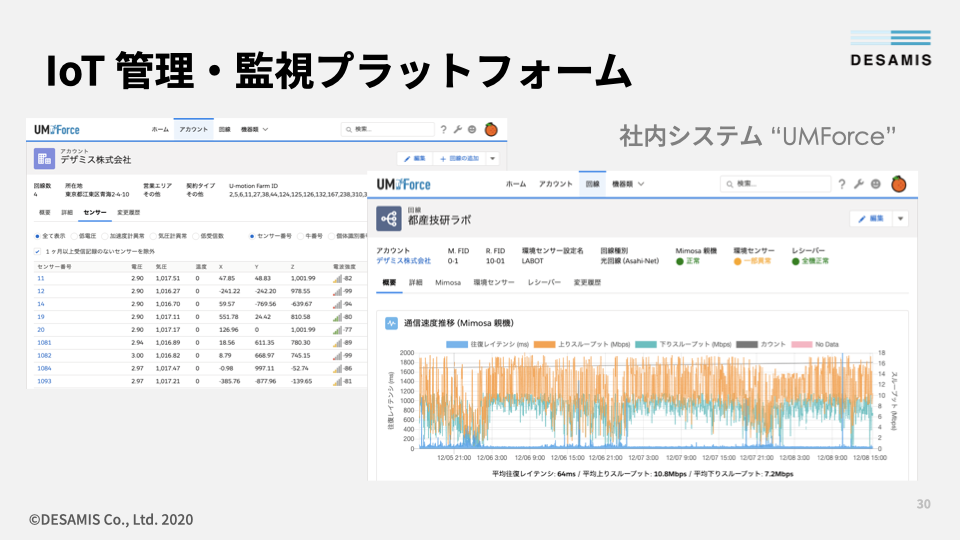 IoT 管理・監視プラットフォーム
DESAMIS
社内システム “UMForce”
UMForce
ホーム アカウント 回線 機器類
検索...
アカウント
デザミス株式会社
編集 回線の追加
回線数 所在地 営業エリア 契約タイプ U-motion Farm ID
4 東京都江東区青海2-4-10 その他 その他 2,5,6,11,27,38,44,124,125,126,132,167,238,310,3
概要 詳細 センサー 変更履歴
全て表示 低電圧 加速度計異常 気圧計異常 低受信数 センサー番号 牛番号 個体識別番
1ヶ月以上受信記録のないセンサーを除外
センサー番号 電圧 気圧 温度 X Y Z 電波強度
11 2.90 1,017.51 0 47.85 48.83 1,001.99 -82
12 2.90 1,016.27 0 -241.22 -242.20 978.55 -99
14 2.90 1,016.70 0 59.57 -769.56 -639.67 -94
19 2.90 1,017.11 0 551.78 24.42 810.58 -80
20 2.90 1,017.17 0 126.96 0 1,001.99 -77
1081 2.94 1,016.89 0 18.56 611.35 780.30 -89
1082 3.00 1,016.82 0 8.79 668.97 745.15 -99
1084 2.97 1,017.47 0 -0.98 997.11 -52.74 -86
1093 2.97 1,017.21 0 -385.76 -877.96 -139.65 -81
UMForce
ホーム アカウント 回線 機器類
検索...
回線
都産技研ラボ
編集
アカウント M. FID R. FID 環境センサー設定名 回線種別 Mimosa 親機 環境センサー レシーバー
デザミス株式会社 0-1 10-01 LABOT 光回線 (Asahi-Net) 正常 一部異常 全機正常
概要 詳細 Mimosa 環境センサー レシーバー 変更履歴
通信速度推移 (Mimosa 親機)
往復レイテンシ (ms) 上りスループット (Mbps) 下りスループット (Mbps) カウント No Data
往復レイテンシ (ms)
2000
1800
1600
1400
1200
1000
800
600
400
200
0
18
16
14
12
10
8
6
4
2
0
スループット (Mbps)
12/05 21:00 12/06 3:00 12/06 9:00 12/06 15:00 12/06 21:00 12/07 3:00 12/07 9:00 12/07 15:00 12/07 21:00 12/08 3:00 12/08 9:00 12/08 15:00
平均往復レイテンシ: 64ms / 平均上りスループット: 10.8Mbps / 平均下りスループット: 7.2Mbps
30
©DESAMIS Co., Ltd. 2020